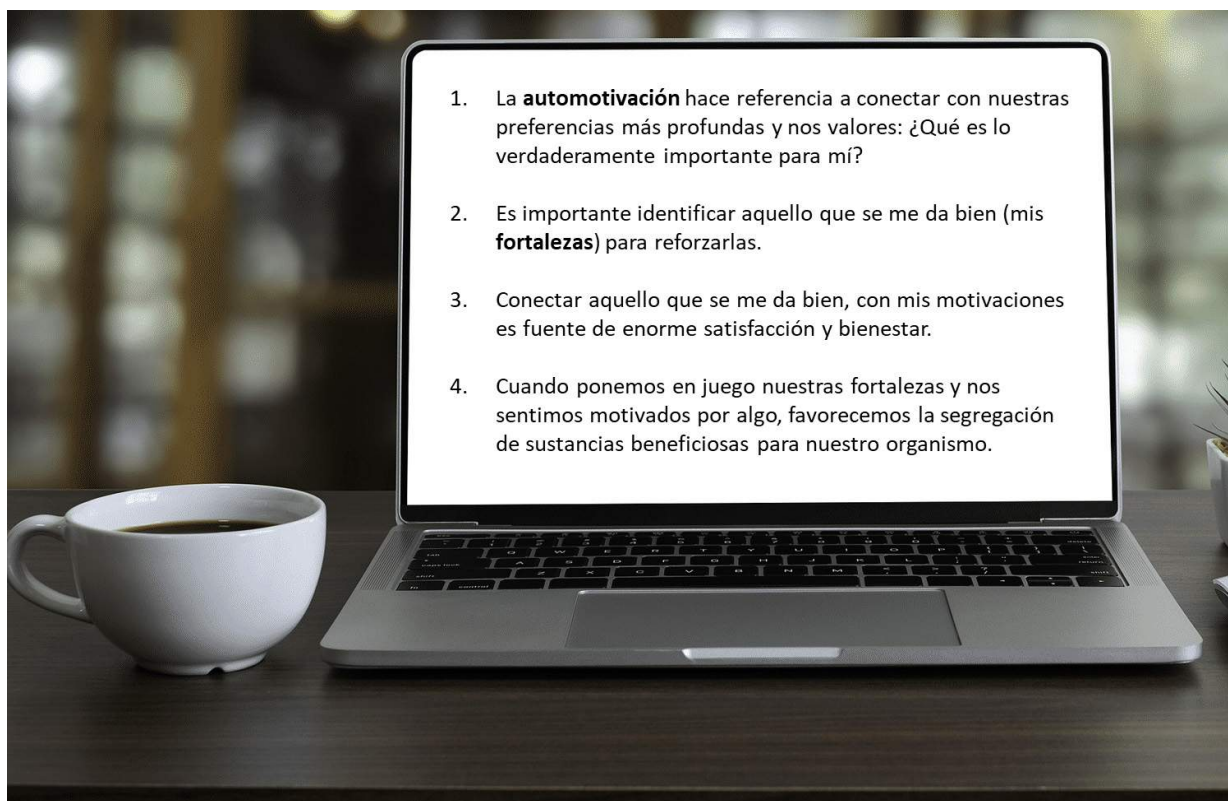 1. La automotivación hace referencia a conectar con nuestras
preferencias más profundas y nos valores: ¿Qué es lo
verdaderamente importante para mí?
2. Es importante identificar aquello que se me da bien (mis
fortalezas) para reforzarlas.
3. Conectar aquello que se me da bien, con mis motivaciones
es fuente de enorme satisfacción y bienestar.
4. Cuando ponemos en juego nuestras fortalezas y nos
sentimos motivados por algo, favorecemos la segregación
de sustancias beneficiosas para nuestro organismo.